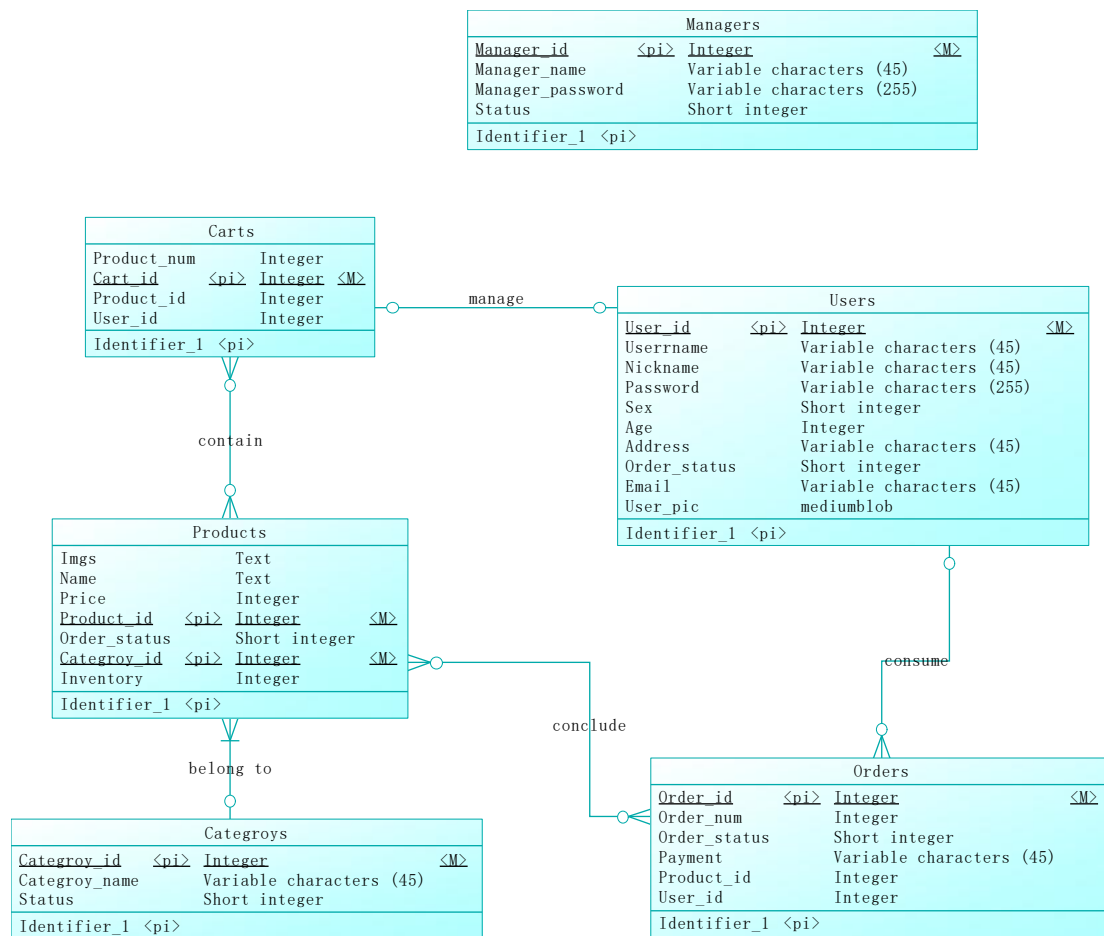 Managers
Manager_id <pi> Integer <M>
Manager_name Variable characters (45)
Manager_password Variable characters (255)
Status Short integer
Identifier_1 <pi>
Carts
Product_num Integer
Cart_id <pi> Integer <M>
Product_id Integer
User_id Integer
Identifier_1 <pi>
manage
Users
User_id <pi> Integer <M>
Userrname Variable characters (45)
Nickname Variable characters (45)
Password Variable characters (255)
Sex Short integer
Age Integer
Address Variable characters (45)
Order_status Short integer
Email Variable characters (45)
User_pic mediumblob
Identifier_1 <pi>
contain
Products
Imgs Text
Name Text
Price Integer
Product_id <pi> Integer <M>
Order_status Short integer
Categroy_id <pi> Integer <M>
Inventory Integer
Identifier_1 <pi>
consume
conclude
belong to
Categroys
Categroy_id <pi> Integer <M>
Categroy_name Variable characters (45)
Status Short integer
Identifier_1 <pi>
Orders
Order_id <pi> Integer <M>
Order_num Integer
Order_status Short integer
Payment Variable characters (45)
Product_id Integer
User_id Integer
Identifier_1 <pi>